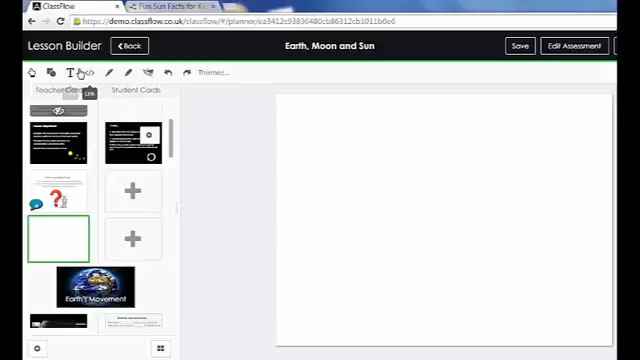 ClassFlow
Fun Sun Facts for Ki
https://demo.classflow.co.uk/classflow/#/planner/ea3412c93836480cb86312cb1011b0e6
Lesson Builder
Back
Earth, Moon and Sun
Save
Edit Assessment
T
Themes...
Teacher Cards
Student Cards
Link
Earth's Movement